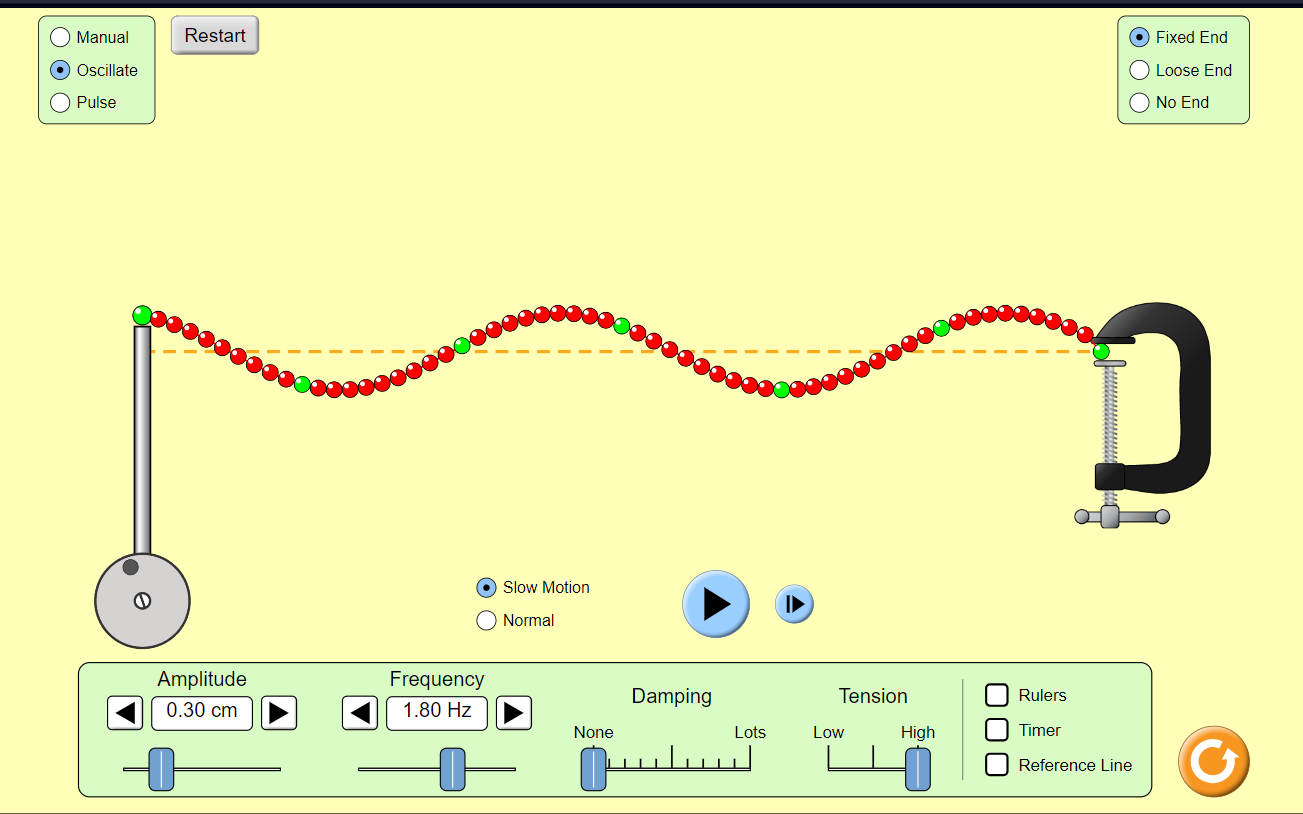 Manual
Oscillate
Pulse
Restart
Fixed End
Loose End
No End
Slow Motion
Normal
Amplitude
0.30 cm
Frequency
1.80 Hz
Damping
None
Lots
Tension
Low
High
Rulers
Timer
Reference Line